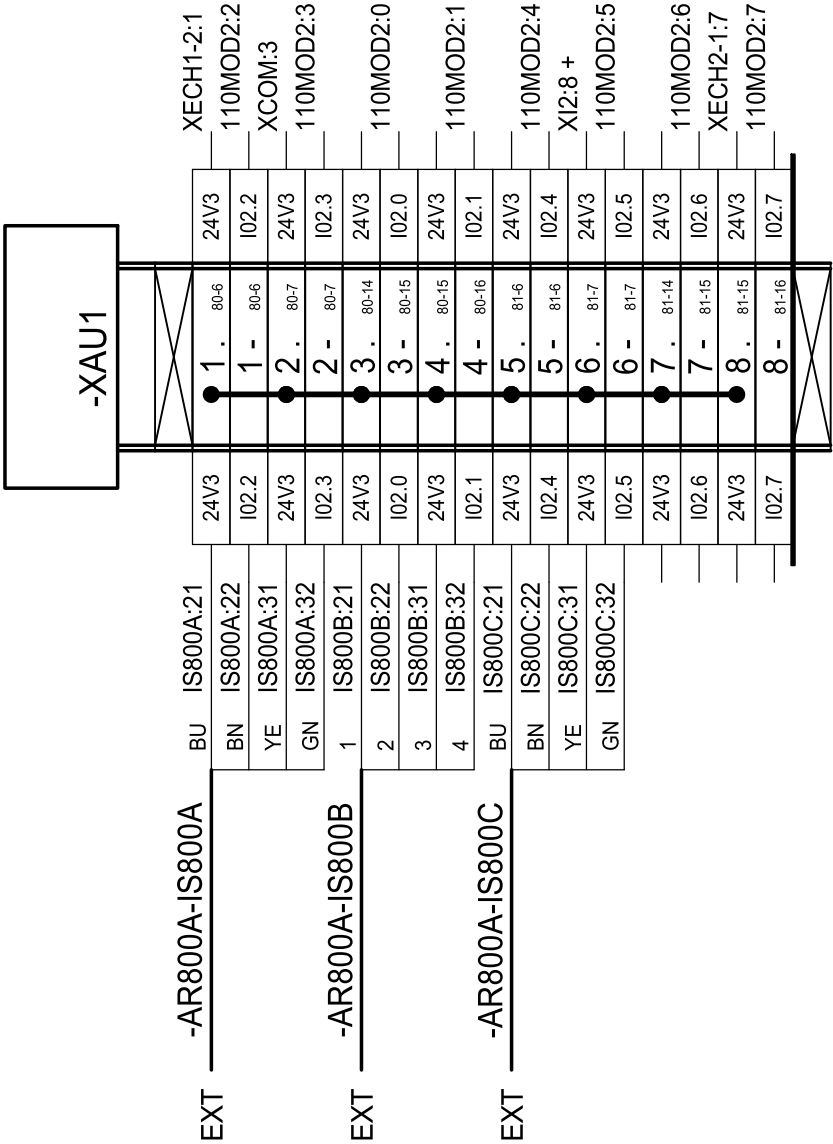 -XAU1
XECH1-2:1
110MOD2:2
XCOM:3
110MOD2:3
110MOD2:0
110MOD2:1
110MOD2:4
XI2:8 +
110MOD2:5
110MOD2:6
XECH2-1:7
110MOD2:7
24V3
I02.2
24V3
I02.3
24V3
I02.0
24V3
I02.1
24V3
I02.4
24V3
I02.5
24V3
I02.6
24V3
I02.7
1 . 80-6
1 - 80-6
2 . 80-7
2 - 80-7
3 . 80-14
3 - 80-15
4 . 80-15
4 - 80-16
5 . 81-6
5 - 81-6
6 . 81-7
6 - 81-7
7 . 81-14
7 - 81-15
8 . 81-15
8 - 81-16
24V3
I02.2
24V3
I02.3
24V3
I02.0
24V3
I02.1
24V3
I02.4
24V3
I02.5
24V3
I02.6
24V3
I02.7
BU IS800A:21
BN IS800A:22
YE IS800A:31
GN IS800A:32
1 IS800B:21
2 IS800B:22
3 IS800B:31
4 IS800B:32
BU IS800C:21
BN IS800C:22
YE IS800C:31
GN IS800C:32
EXT -AR800A-IS800A
EXT -AR800A-IS800B
EXT -AR800A-IS800C